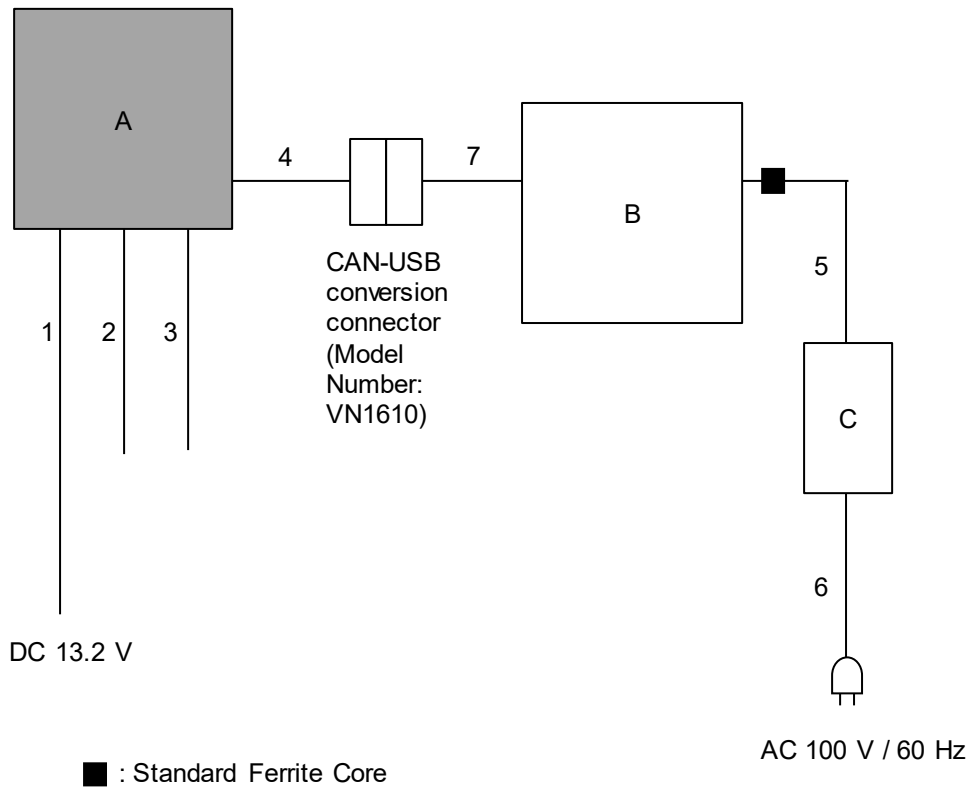 A
4
7
B
CAN-USB
conversion
connector
(Model
Number:
VN1610)
5
1
2
3
C
6
DC 13.2 V
AC 100 V / 60 Hz
: Standard Ferrite Core